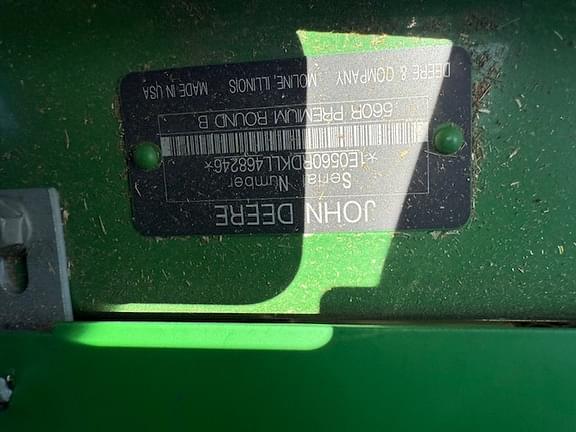 JOHN DEERE
Serial
Number
*1E0560RDKLL468246*
560R PREMIUM ROUND B
DEERE & COMPANY MOLINE, ILLINOIS MADE IN USA